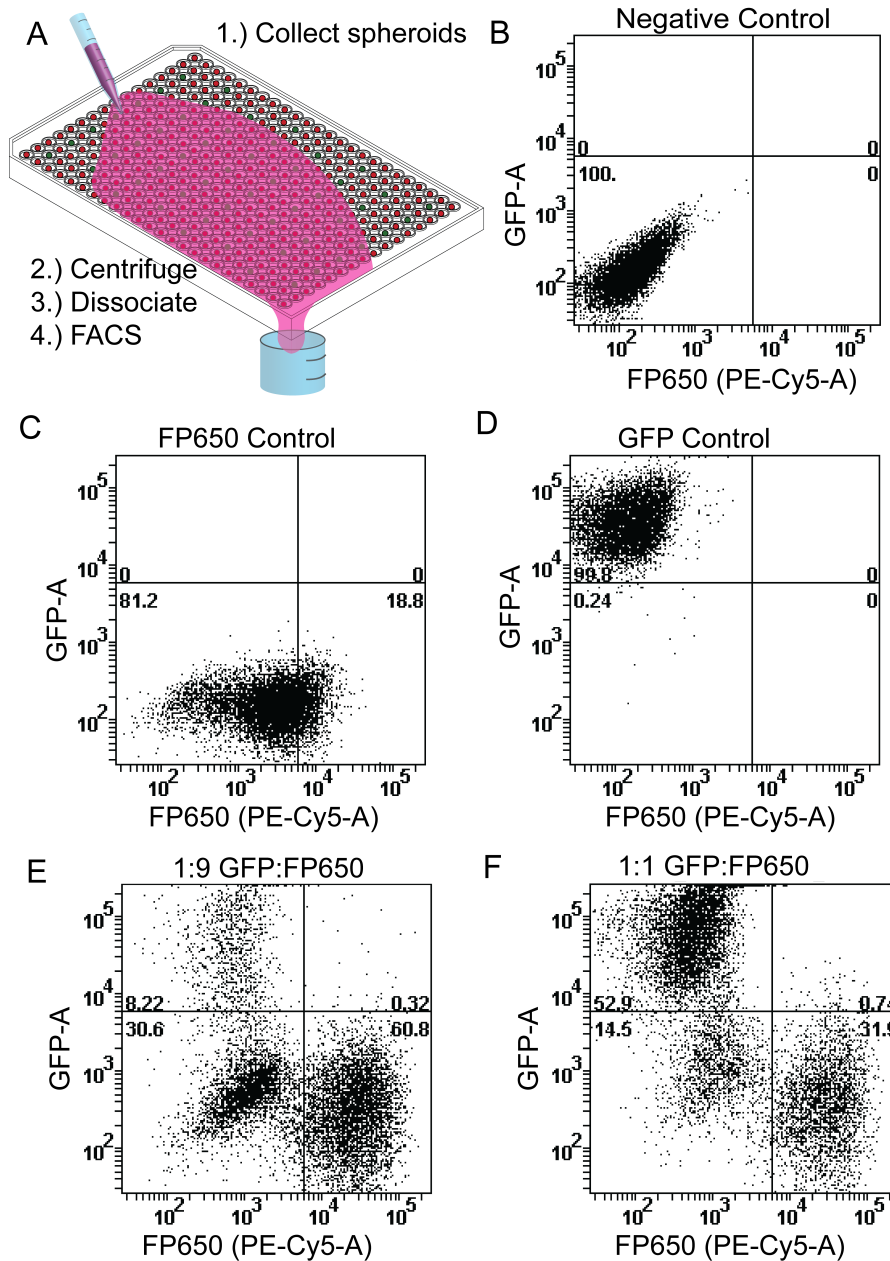 A
1.) Collect spheroids
2.) Centrifuge
3.) Dissociate
4.) FACS
B
Negative Control
10^5
10^4
10^3
10^2
0
0
100.
0
GFP-A
10^2 10^3 10^4 10^5
FP650 (PE-Cy5-A)
C
FP650 Control
10^5
10^4
10^3
10^2
0
0
81.2
18.8
GFP-A
10^2 10^3 10^4 10^5
FP650 (PE-Cy5-A)
D
GFP Control
10^5
10^4
10^3
10^2
99.8
0
0.24
0
GFP-A
10^2 10^3 10^4 10^5
FP650 (PE-Cy5-A)
E
1:9 GFP:FP650
10^5
10^4
10^3
10^2
8.22
0.32
30.6
60.8
GFP-A
10^2 10^3 10^4 10^5
FP650 (PE-Cy5-A)
F
1:1 GFP:FP650
10^5
10^4
10^3
10^2
52.9
0.74
14.5
31.9
GFP-A
10^2 10^3 10^4 10^5
FP650 (PE-Cy5-A)